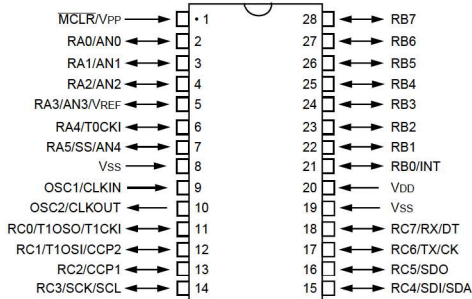 MCLR/VPP 1 28 RB7
RA0/AN0 2 27 RB6
RA1/AN1 3 26 RB5
RA2/AN2 4 25 RB4
RA3/AN3/VREF 5 24 RB3
RA4/T0CKI 6 23 RB2
RA5/SS/AN4 7 22 RB1
VSS 8 21 RB0/INT
OSC1/CLKIN 9 20 VDD
OSC2/CLKOUT 10 19 VSS
RC0/T1OSO/T1CKI 11 18 RC7/RX/DT
RC1/T1OSI/CCP2 12 17 RC6/TX/CK
RC2/CCP1 13 16 RC5/SDO
RC3/SCK/SCL 14 15 RC4/SDI/SDA